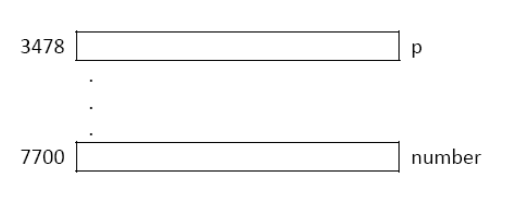 3478 p
.
.
.
7700 number